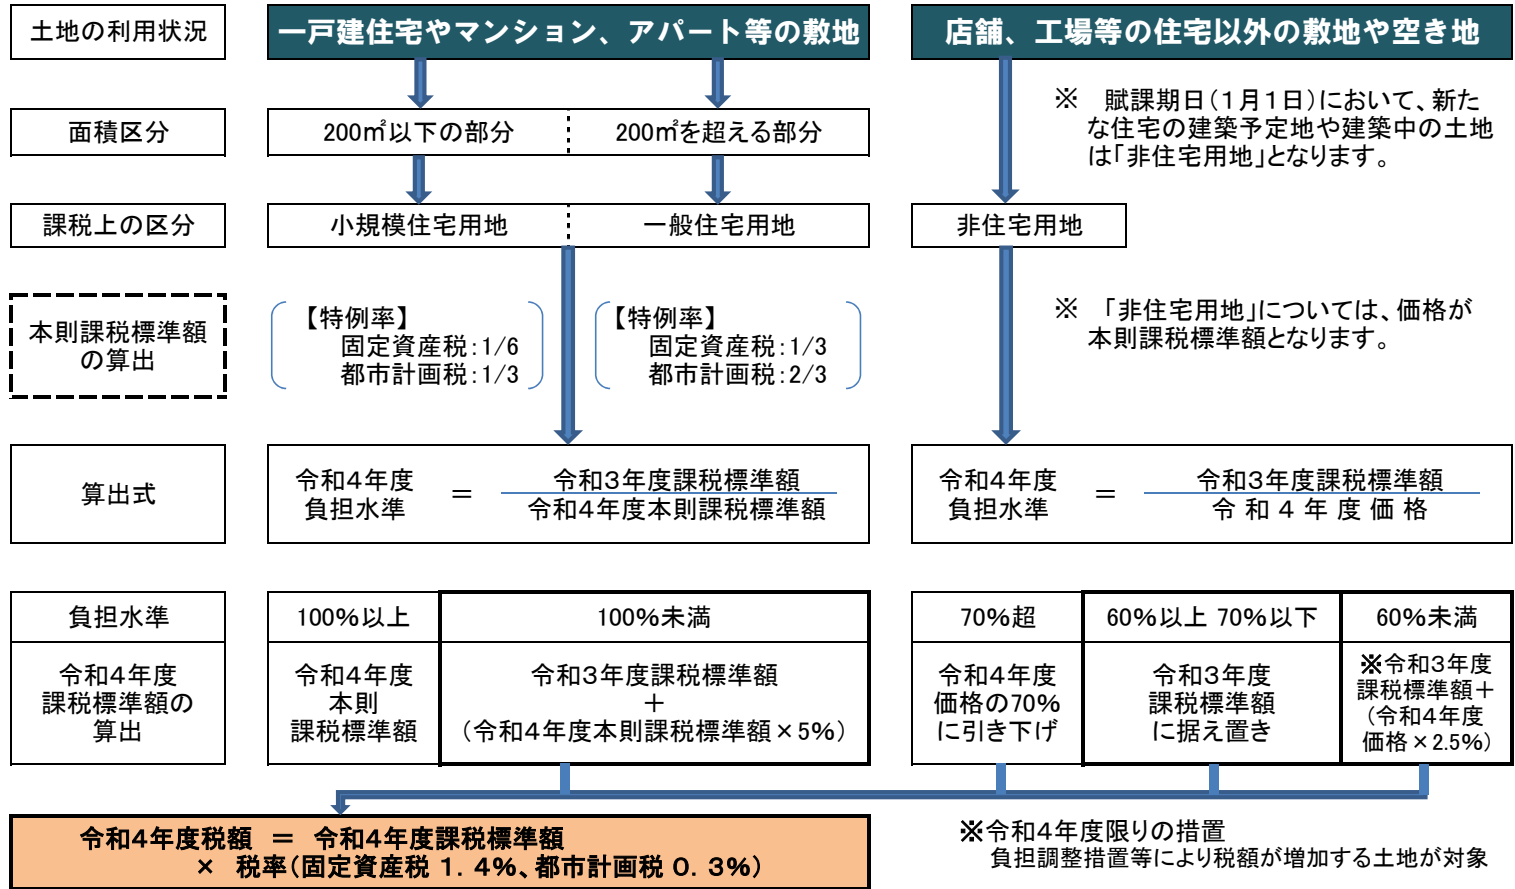 土地の利用状況
一戸建住宅やマンション、アパート等の敷地
店舗、工場等の住宅以外の敷地や空き地
面積区分
200㎡以下の部分
200㎡を超える部分
※　賦課期日（１月１日）において、新た
な住宅の建築予定地や建築中の土地
は「非住宅用地」となります。
課税上の区分
小規模住宅用地
一般住宅用地
非住宅用地
本則課税標準額
の算出
【特例率】
固定資産税：1/6
都市計画税：1/3
【特例率】
固定資産税：1/3
都市計画税：2/3
※　「非住宅用地」については、価格が
本則課税標準額となります。
算出式
令和４年度
負担水準
＝
令和３年度課税標準額
令和４年度本則課税標準額
令和４年度
負担水準
＝
令和３年度課税標準額
令 和 ４ 年 度 価 格
負担水準
100％以上
100％未満
70％超
60％以上 70％以下
60％未満
令和４年度
課税標準額の
算出
令和４年度
本則
課税標準額
令和３年度課税標準額
＋
（令和４年度本則課税標準額×5％）
令和４年度
価格の70％
に引き下げ
令和３年度
課税標準額
に据え置き
※令和３年度
課税標準額＋
（令和４年度
価格×2.5％）
令和４年度税額　＝　令和４年度課税標準額
×　税率（固定資産税 １．４％、都市計画税 ０．３％）
※令和４年度限りの措置
負担調整措置等により税額が増加する土地が対象